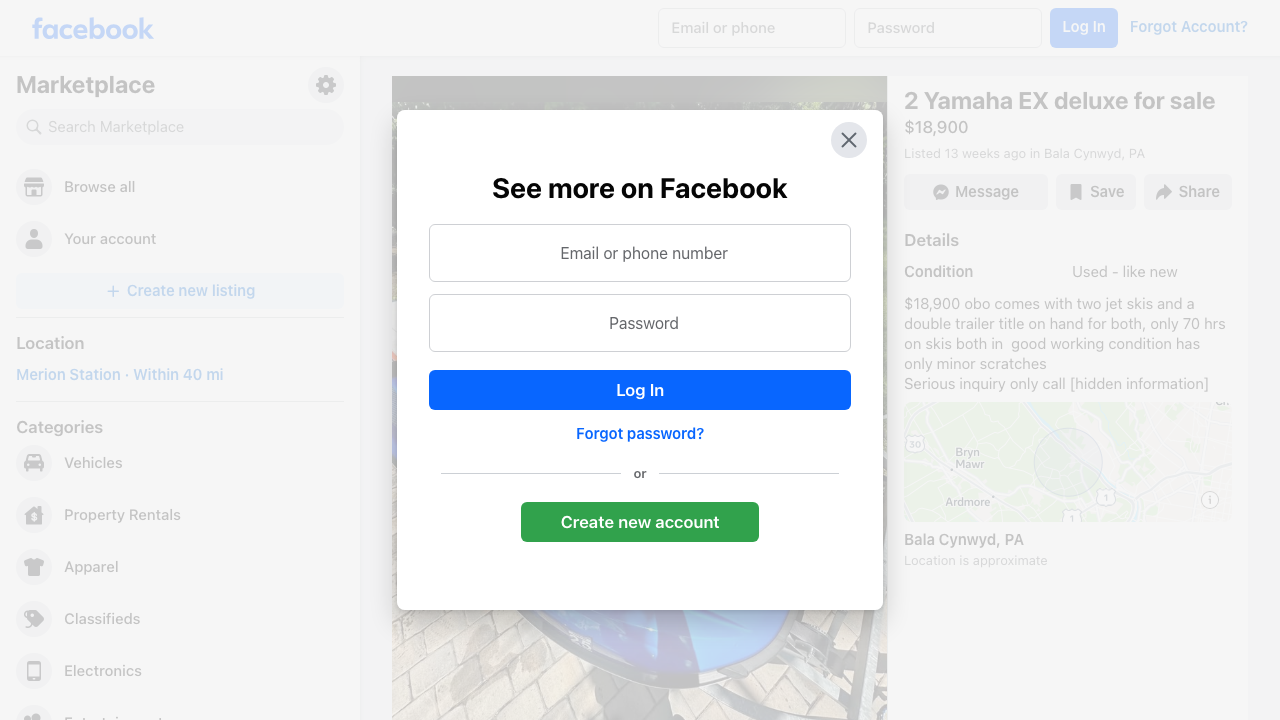 facebook
Email or phone
Password
Log In
Forgot Account?
Marketplace
Search Marketplace
Browse all
Your account
Create new listing
Location
Merion Station · Within 40 mi
Categories
Vehicles
Property Rentals
Apparel
Classifieds
Electronics
See more on Facebook
Email or phone number
Password
Log In
Forgot password?
or
Create new account
2 Yamaha EX deluxe for sale
$18,900
Listed 13 weeks ago in Bala Cynwyd, PA
Message
Save
Share
Details
Condition
Used - like new
$18,900 obo comes with two jet skis and a
double trailer title on hand for both, only 70 hrs
on skis both in  good working condition has
only minor scratches
Serious inquiry only call [hidden information]
30
Bryn
Mawr
Ardmore
1
1
Bala Cynwyd, PA
Location is approximate